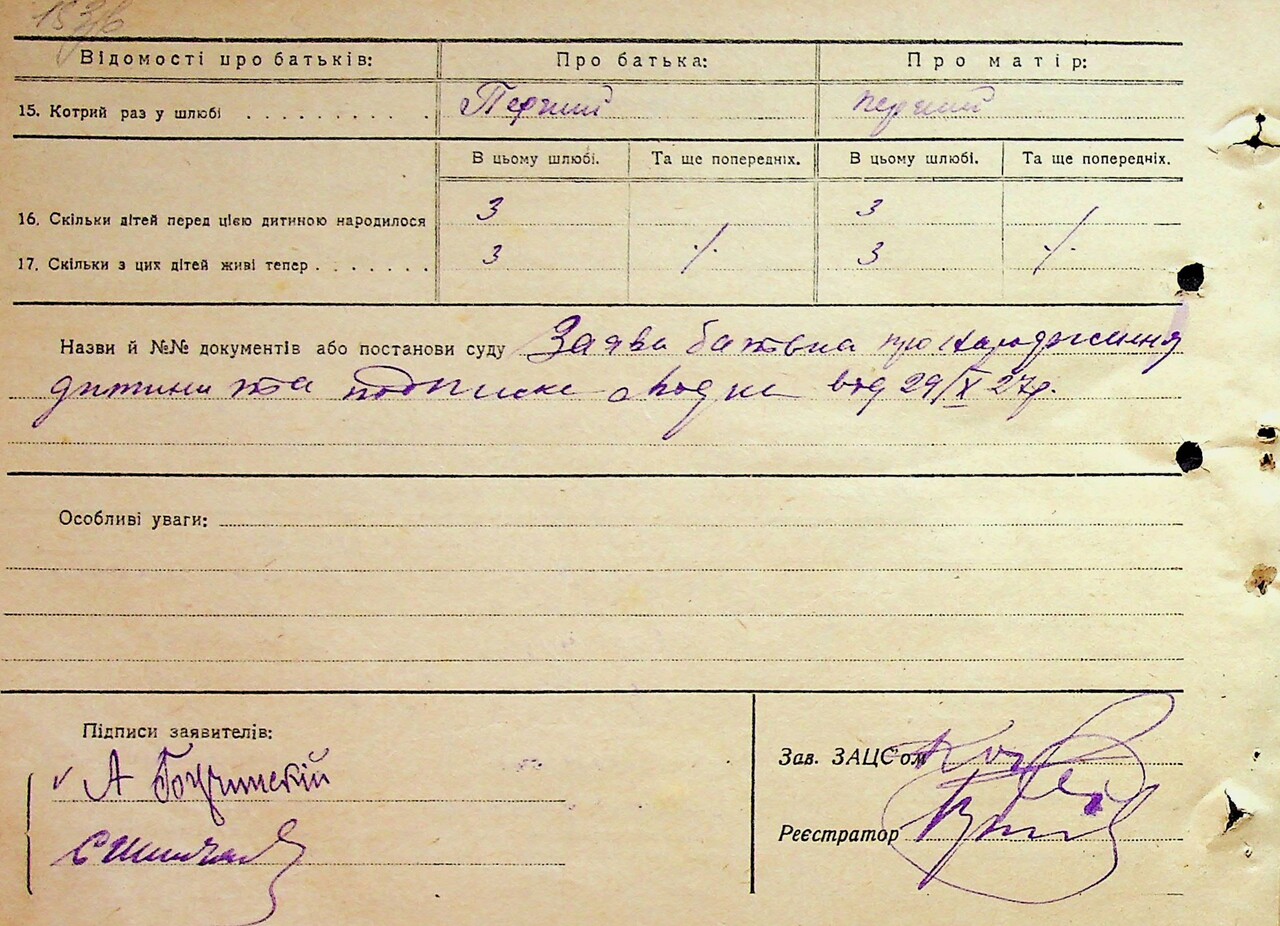 Відомості про батьків: Про батька: Про матір:
15. Котрий раз у шлюбі . . . . . . . . . . . Перший перший
В цьому шлюбі. Та ще попередніх. В цьому шлюбі. Та ще попередніх.
16. Скільки дітей перед цією дитиною народилося 3 3
17. Скільки з цих дітей живі тепер . . . . . . . 3 ·/. 3 ·/.
Назви й №№ документів або постанови суду Заява батька про народження
дитини та подписка від 29/X 27р.
Особливі уваги:
Підписи заявителів:
А
Зав. ЗАЦС'ом
Реєстратор